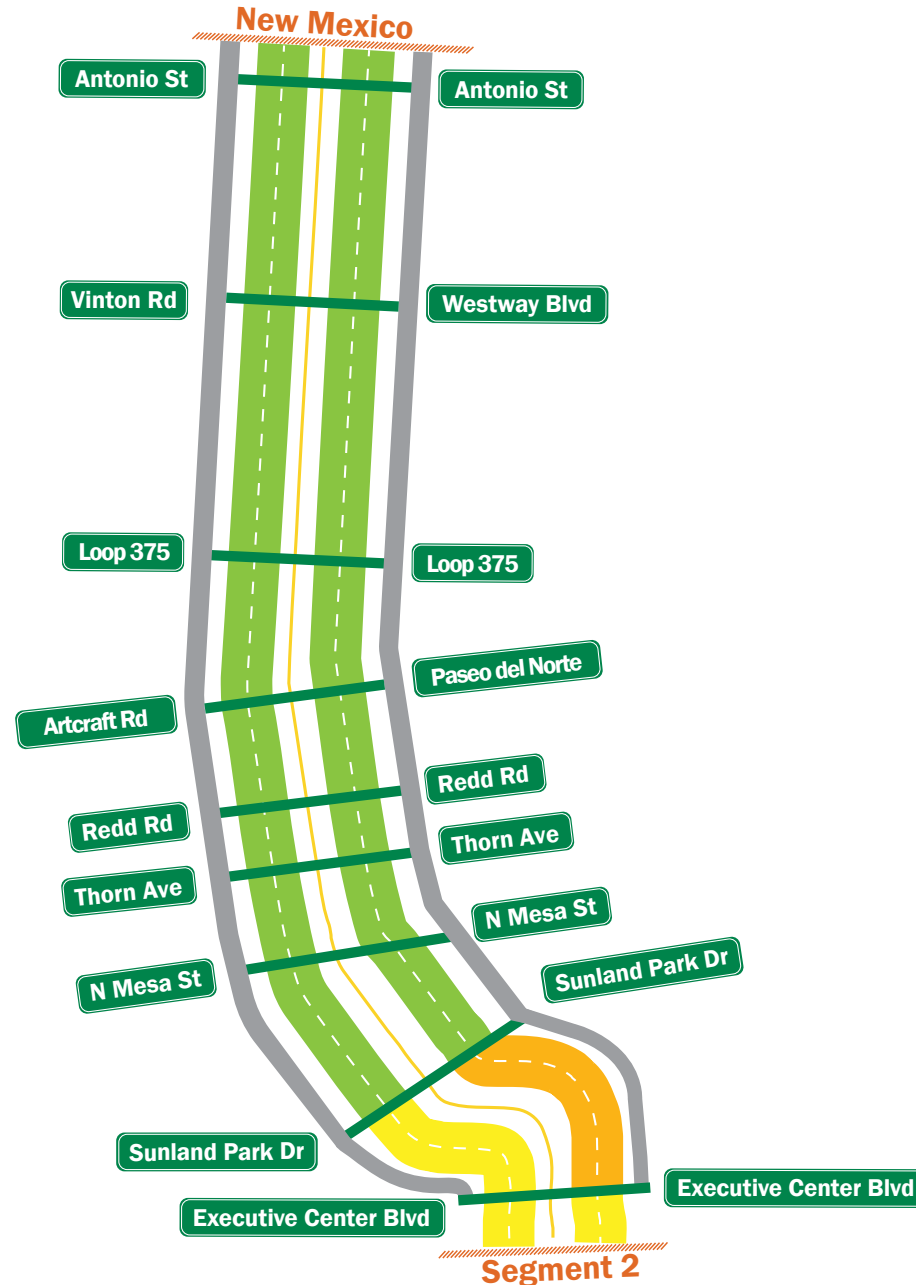 New Mexico
Antonio St
Antonio St
Vinton Rd
Westway Blvd
Loop 375
Loop 375
Paseo del Norte
Artcraft Rd
Redd Rd
Redd Rd
Thorn Ave
Thorn Ave
N Mesa St
N Mesa St
Sunland Park Dr
Sunland Park Dr
Executive Center Blvd
Executive Center Blvd
Segment 2